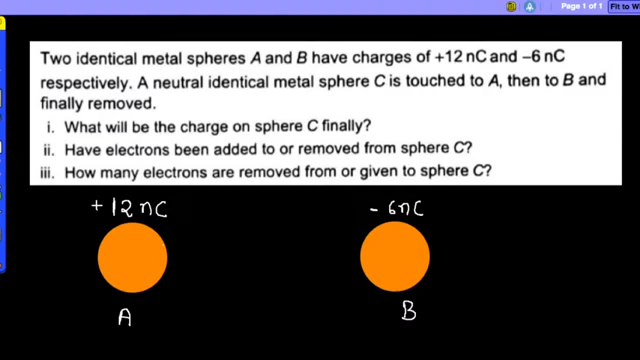 Page 1 of 1
Fit to Wi
Two identical metal spheres A and B have charges of +12 nC and −6 nC
respectively. A neutral identical metal sphere C is touched to A, then to B and
finally removed.
i. What will be the charge on sphere C finally?
ii. Have electrons been added to or removed from sphere C?
iii. How many electrons are removed from or given to sphere C?
+12 nC
- 6nC
A
B